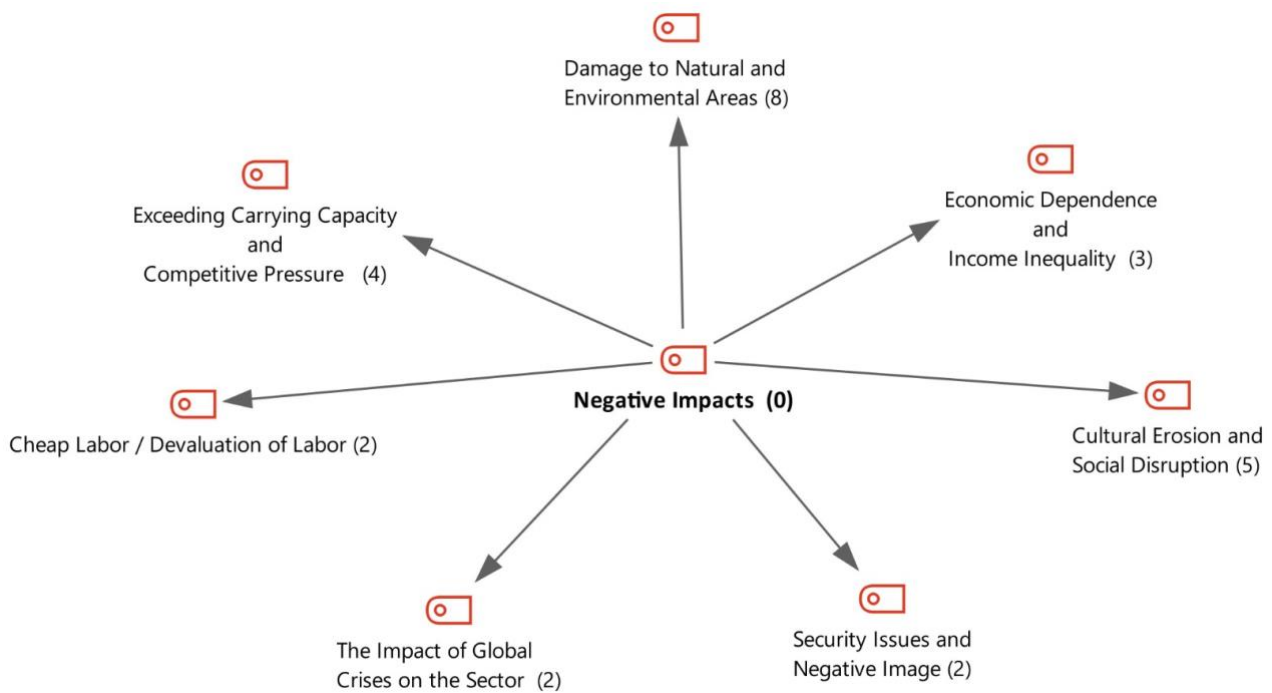 Damage to Natural and
Environmental Areas (8)
Exceeding Carrying Capacity
and
Competitive Pressure (4)
Economic Dependence
and
Income Inequality (3)
Negative Impacts (0)
Cheap Labor / Devaluation of Labor (2)
Cultural Erosion and
Social Disruption (5)
The Impact of Global
Crises on the Sector (2)
Security Issues and
Negative Image (2)